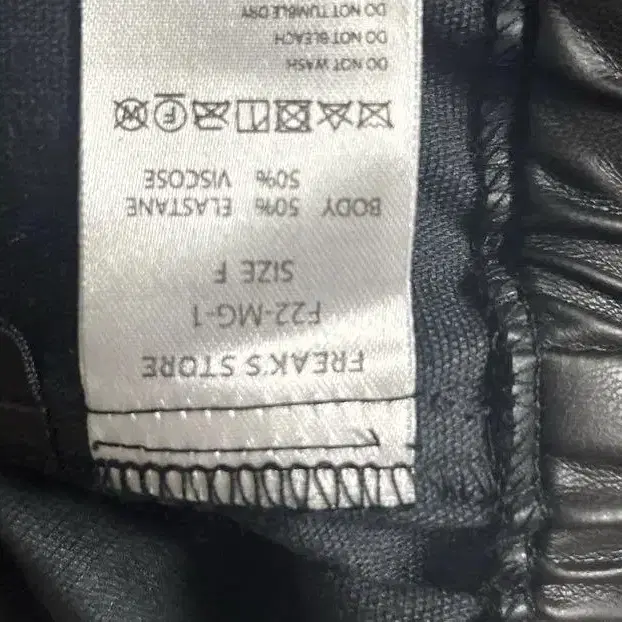 FREAK'S STORE
F22-MG-1
SIZE F
BODY 50% ELASTANE
50% VISCOSE
DO NOT WASH
DO NOT BLEACH
DO NOT TUMBLE DRY